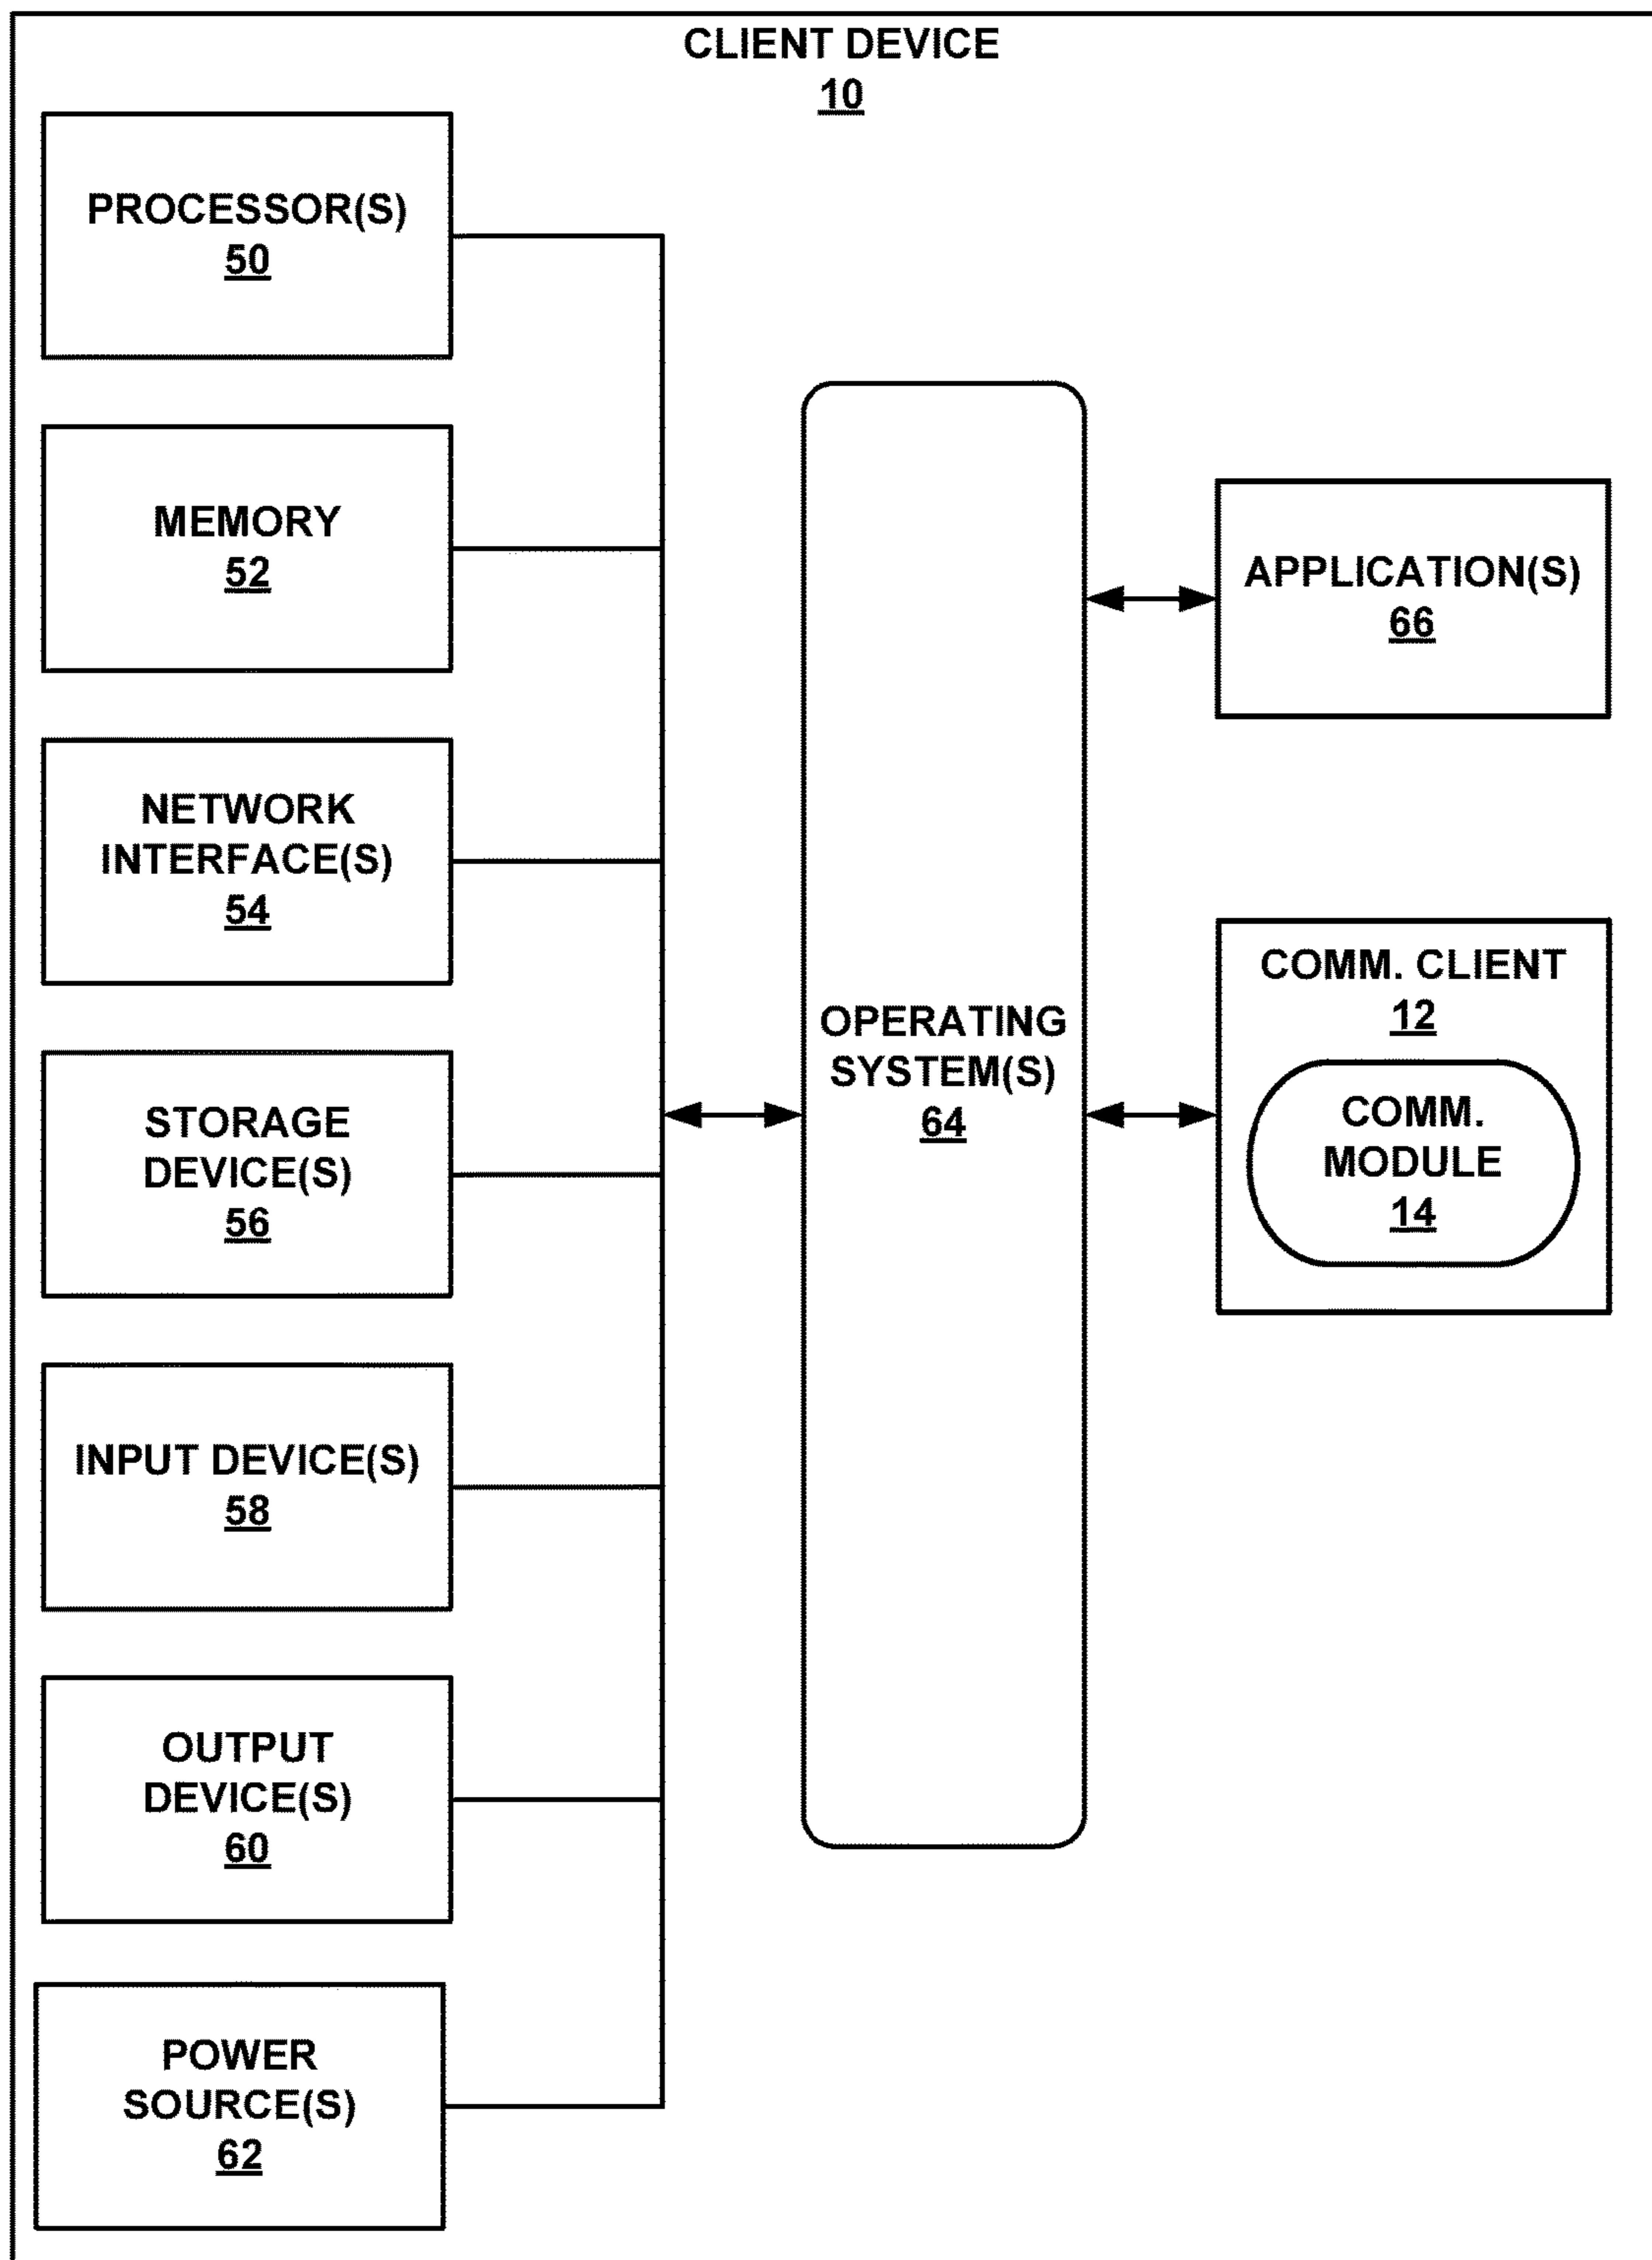 CLIENT DEVICE
10
PROCESSOR(S)
50
MEMORY
52
NETWORK
INTERFACE(S)
54
STORAGE
DEVICE(S)
56
INPUT DEVICE(S)
58
OUTPUT
DEVICE(S)
60
POWER
SOURCE(S)
62
OPERATING
SYSTEM(S)
64
APPLICATION(S)
66
COMM. CLIENT
12
COMM.
MODULE
14